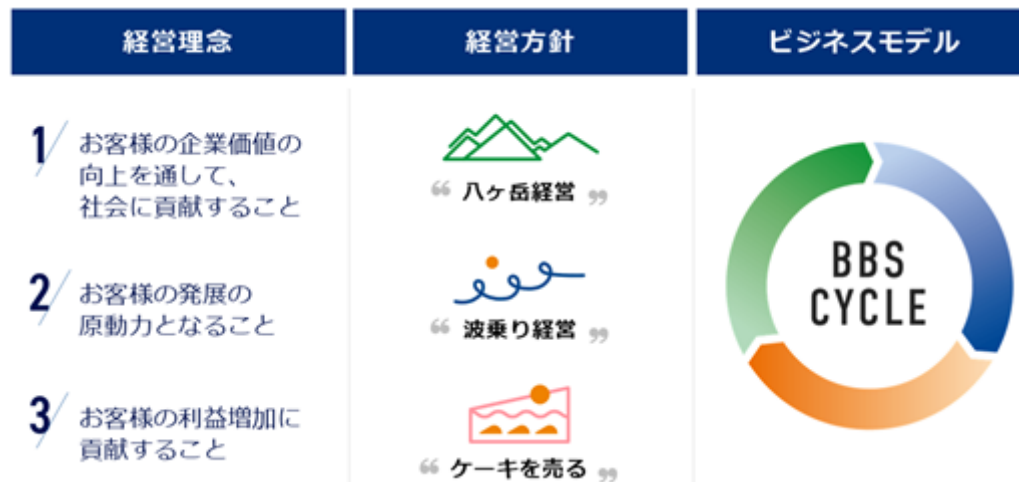 経営理念
経営方針
ビジネスモデル
1
お客様の企業価値の
向上を通して、
社会に貢献すること
2
お客様の発展の
原動力となること
3
お客様の利益増加に
貢献すること
“ 八ヶ岳経営 ”
“ 波乗り経営 ”
“ ケーキを売る ”
BBS
CYCLE